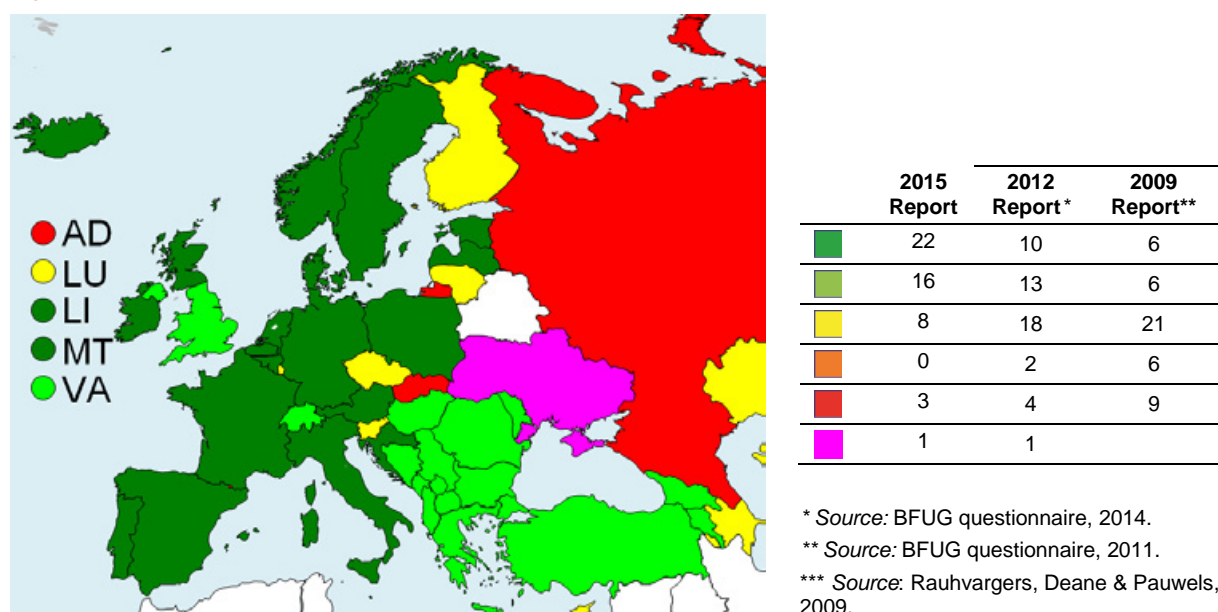 AD
LU
LI
MT
VA
2015 Report 2012 Report * 2009 Report**
22 10 6
16 13 6
8 18 21
0 2 6
3 4 9
1 1
* Source: BFUG questionnaire, 2014.
** Source: BFUG questionnaire, 2011.
*** Source: Rauhvargers, Deane & Pauwels,
2009.